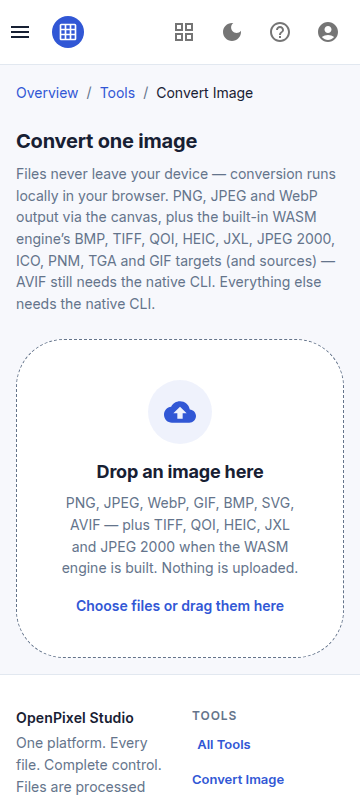 Overview / Tools / Convert Image
Convert one image
Files never leave your device — conversion runs
locally in your browser. PNG, JPEG and WebP
output via the canvas, plus the built-in WASM
engine’s BMP, TIFF, QOI, HEIC, JXL, JPEG 2000,
ICO, PNM, TGA and GIF targets (and sources) —
AVIF still needs the native CLI. Everything else
needs the native CLI.
Drop an image here
PNG, JPEG, WebP, GIF, BMP, SVG,
AVIF — plus TIFF, QOI, HEIC, JXL
and JPEG 2000 when the WASM
engine is built. Nothing is uploaded.
Choose files or drag them here
OpenPixel Studio
One platform. Every
file. Complete control.
Files are processed
TOOLS
All Tools
Convert Image